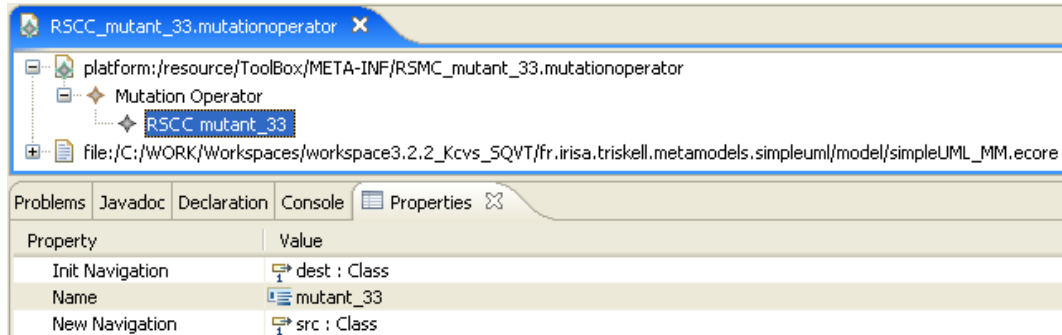 RSCC_mutant_33.mutationoperator
platform:/resource/ToolBox/META-INF/RSMC_mutant_33.mutationoperator
Mutation Operator
RSCC mutant_33
file:/C:/WORK/Workspaces/workspace3.2.2_Kcvs_SQVT/fr.irisa.triskell.metamodels.simpleuml/model/simpleUML_MM.ecore
Problems Javadoc Declaration Console Properties
Property Value
Init Navigation dest : Class
Name mutant_33
New Navigation src : Class